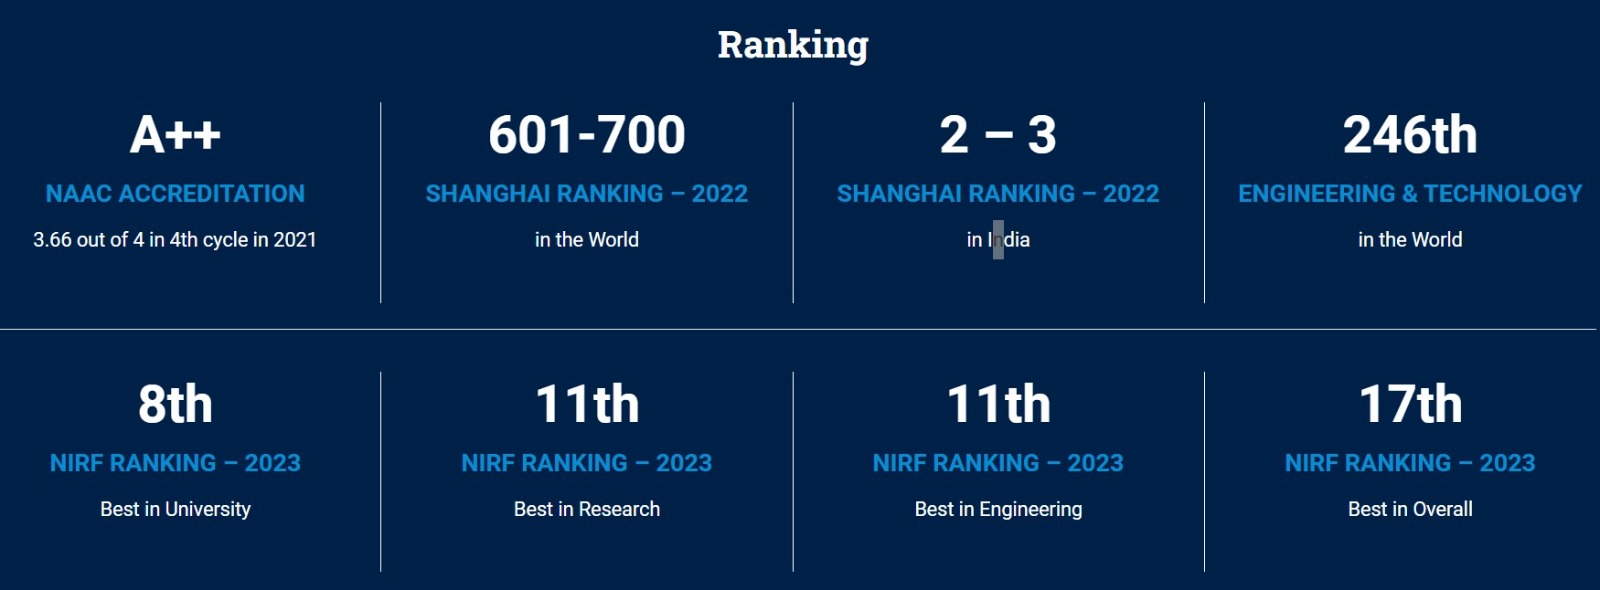 Ranking
A++
NAAC ACCREDITATION
3.66 out of 4 in 4th cycle in 2021
601-700
SHANGHAI RANKING – 2022
in the World
2 – 3
SHANGHAI RANKING – 2022
in India
246th
ENGINEERING & TECHNOLOGY
in the World
8th
NIRF RANKING – 2023
Best in University
11th
NIRF RANKING – 2023
Best in Research
11th
NIRF RANKING – 2023
Best in Engineering
17th
NIRF RANKING – 2023
Best in Overall